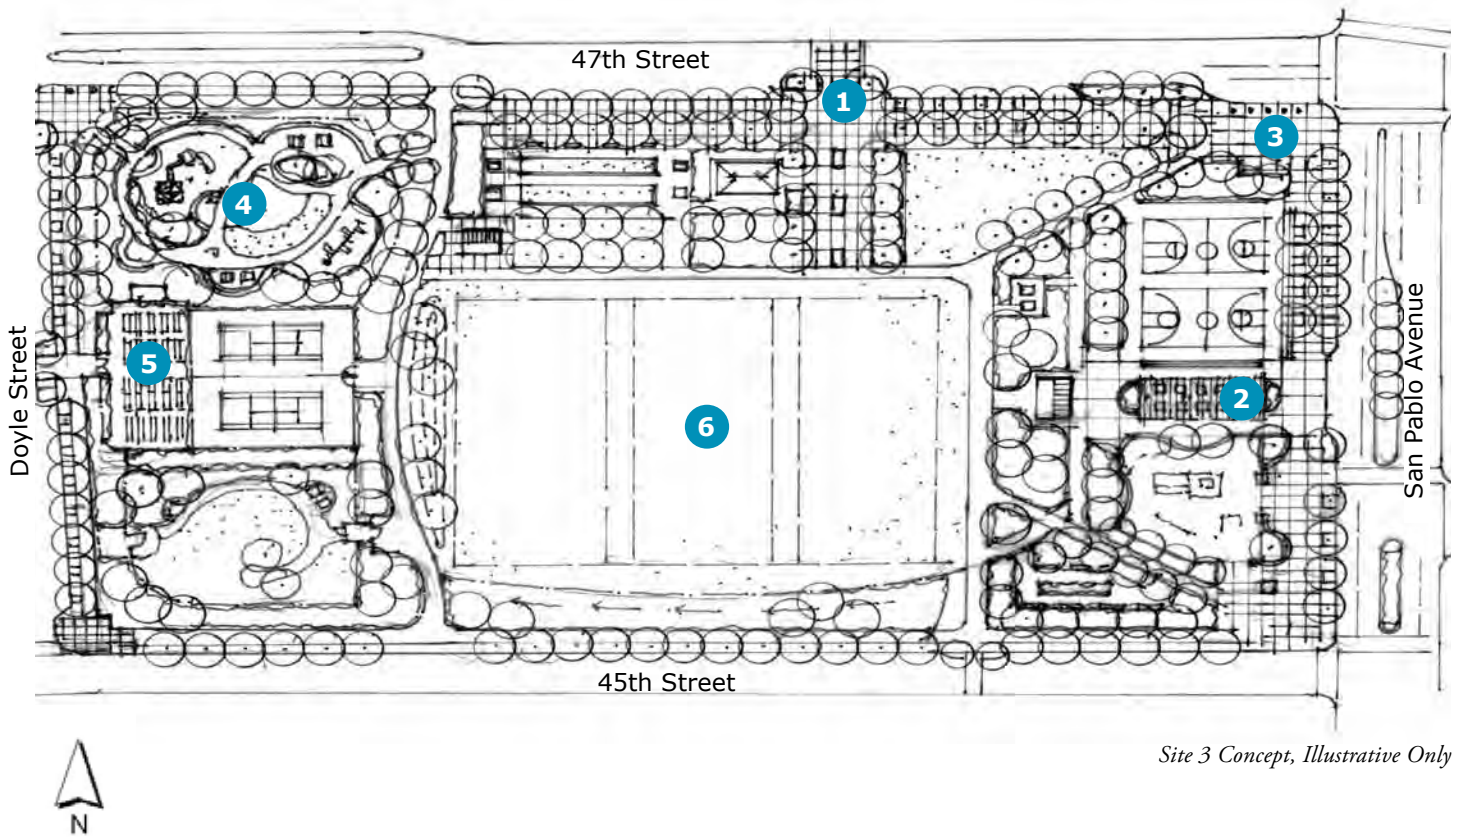 47th Street
1
3
4
Doyle Street
5
San Pablo Avenue
2
6
45th Street
Site 3 Concept, Illustrative Only
N